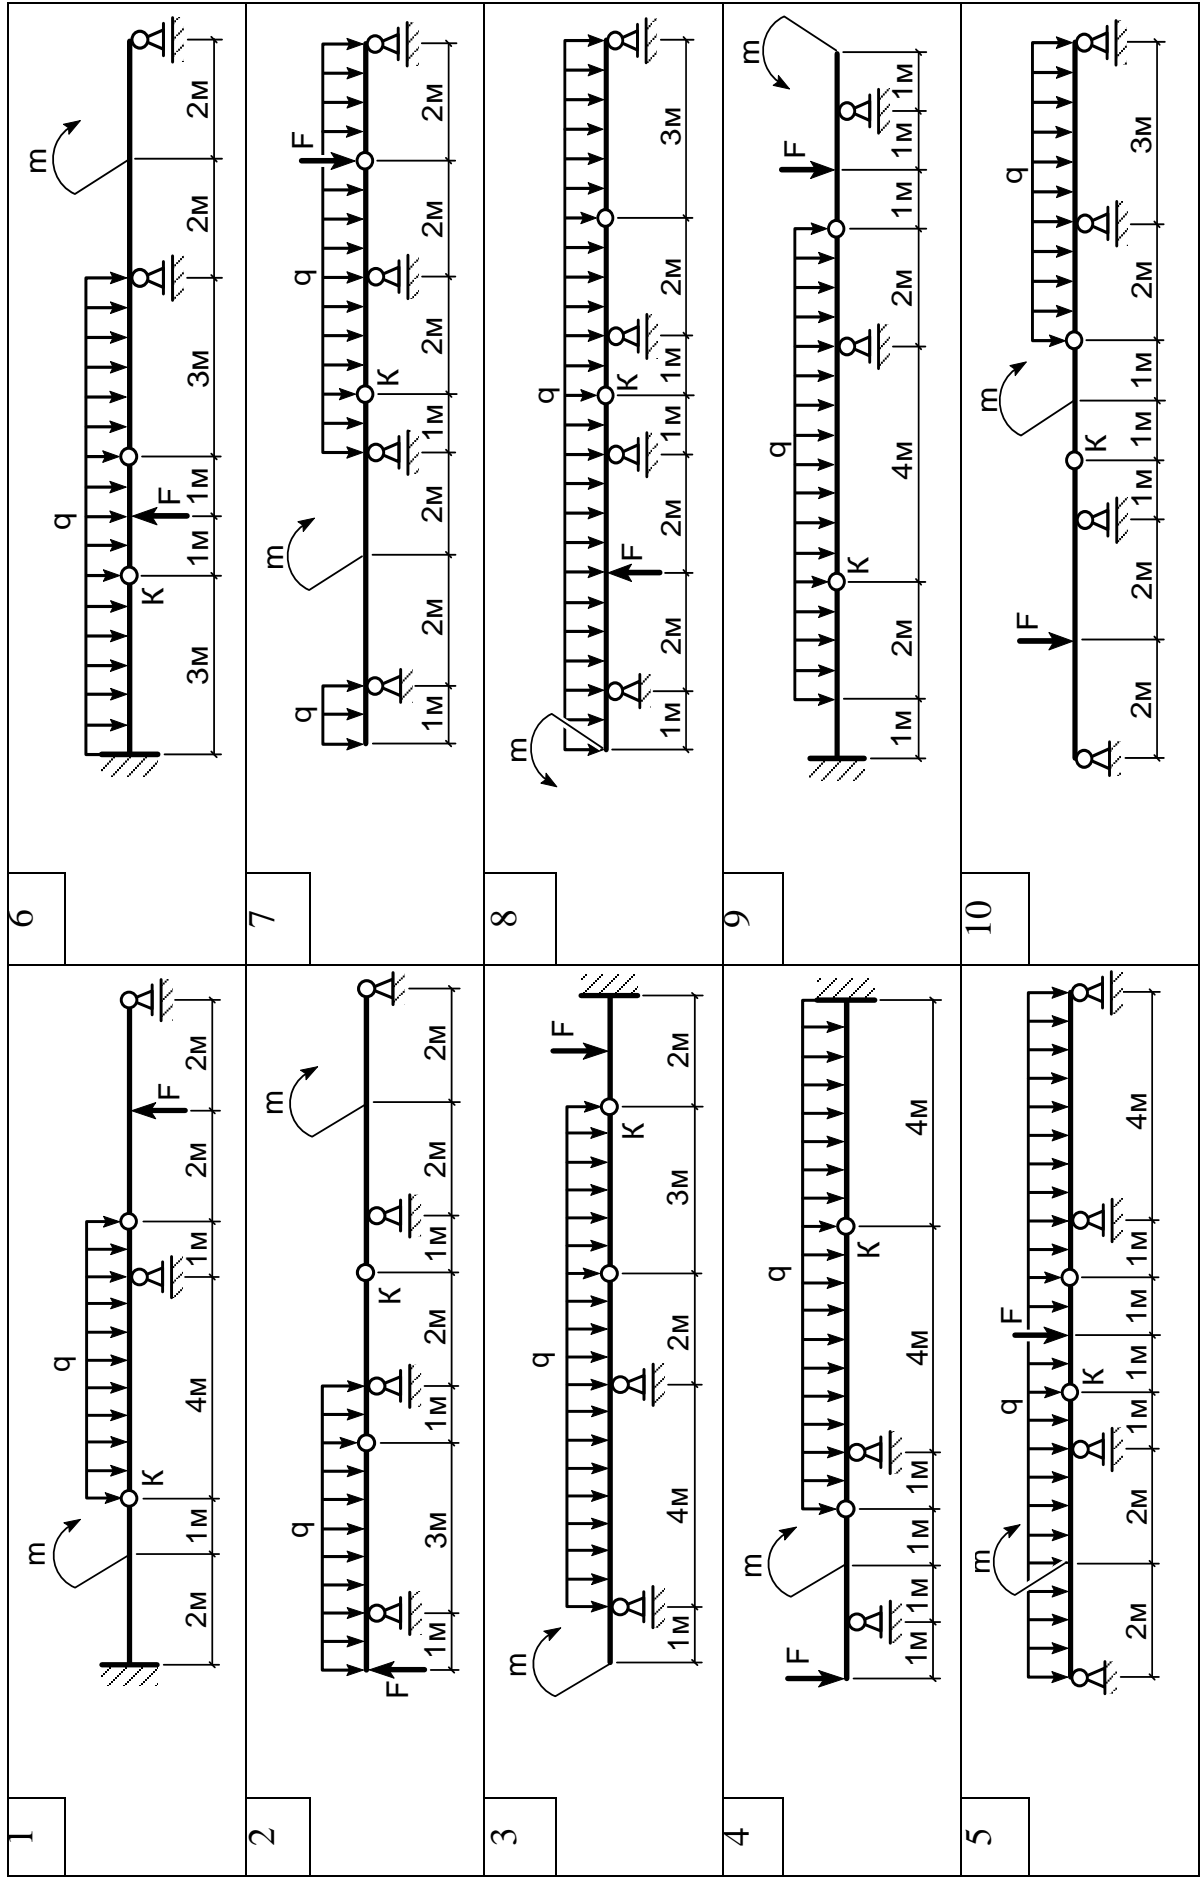 1
m q
K F
2м 1м 4м 1м 2м 2м
2
q m
F K
1м 3м 1м 2м 1м 2м 2м
3
m q F
K
1м 4м 2м 3м 2м
4
F m q
K
1м 1м 1м 1м 4м 4м
5
m q F
K
2м 2м 1м 1м 1м 1м 4м
6
q m
K F
3м 1м 1м 3м 2м 2м
7
q m q F
K
1м 2м 2м 1м 2м 2м 2м
8
m q
F K
1м 2м 2м 1м 1м 2м 3м
9
q F m
K
1м 2м 4м 2м 1м 1м 1м
10
F m q
K
2м 2м 1м 1м 1м 2м 3м